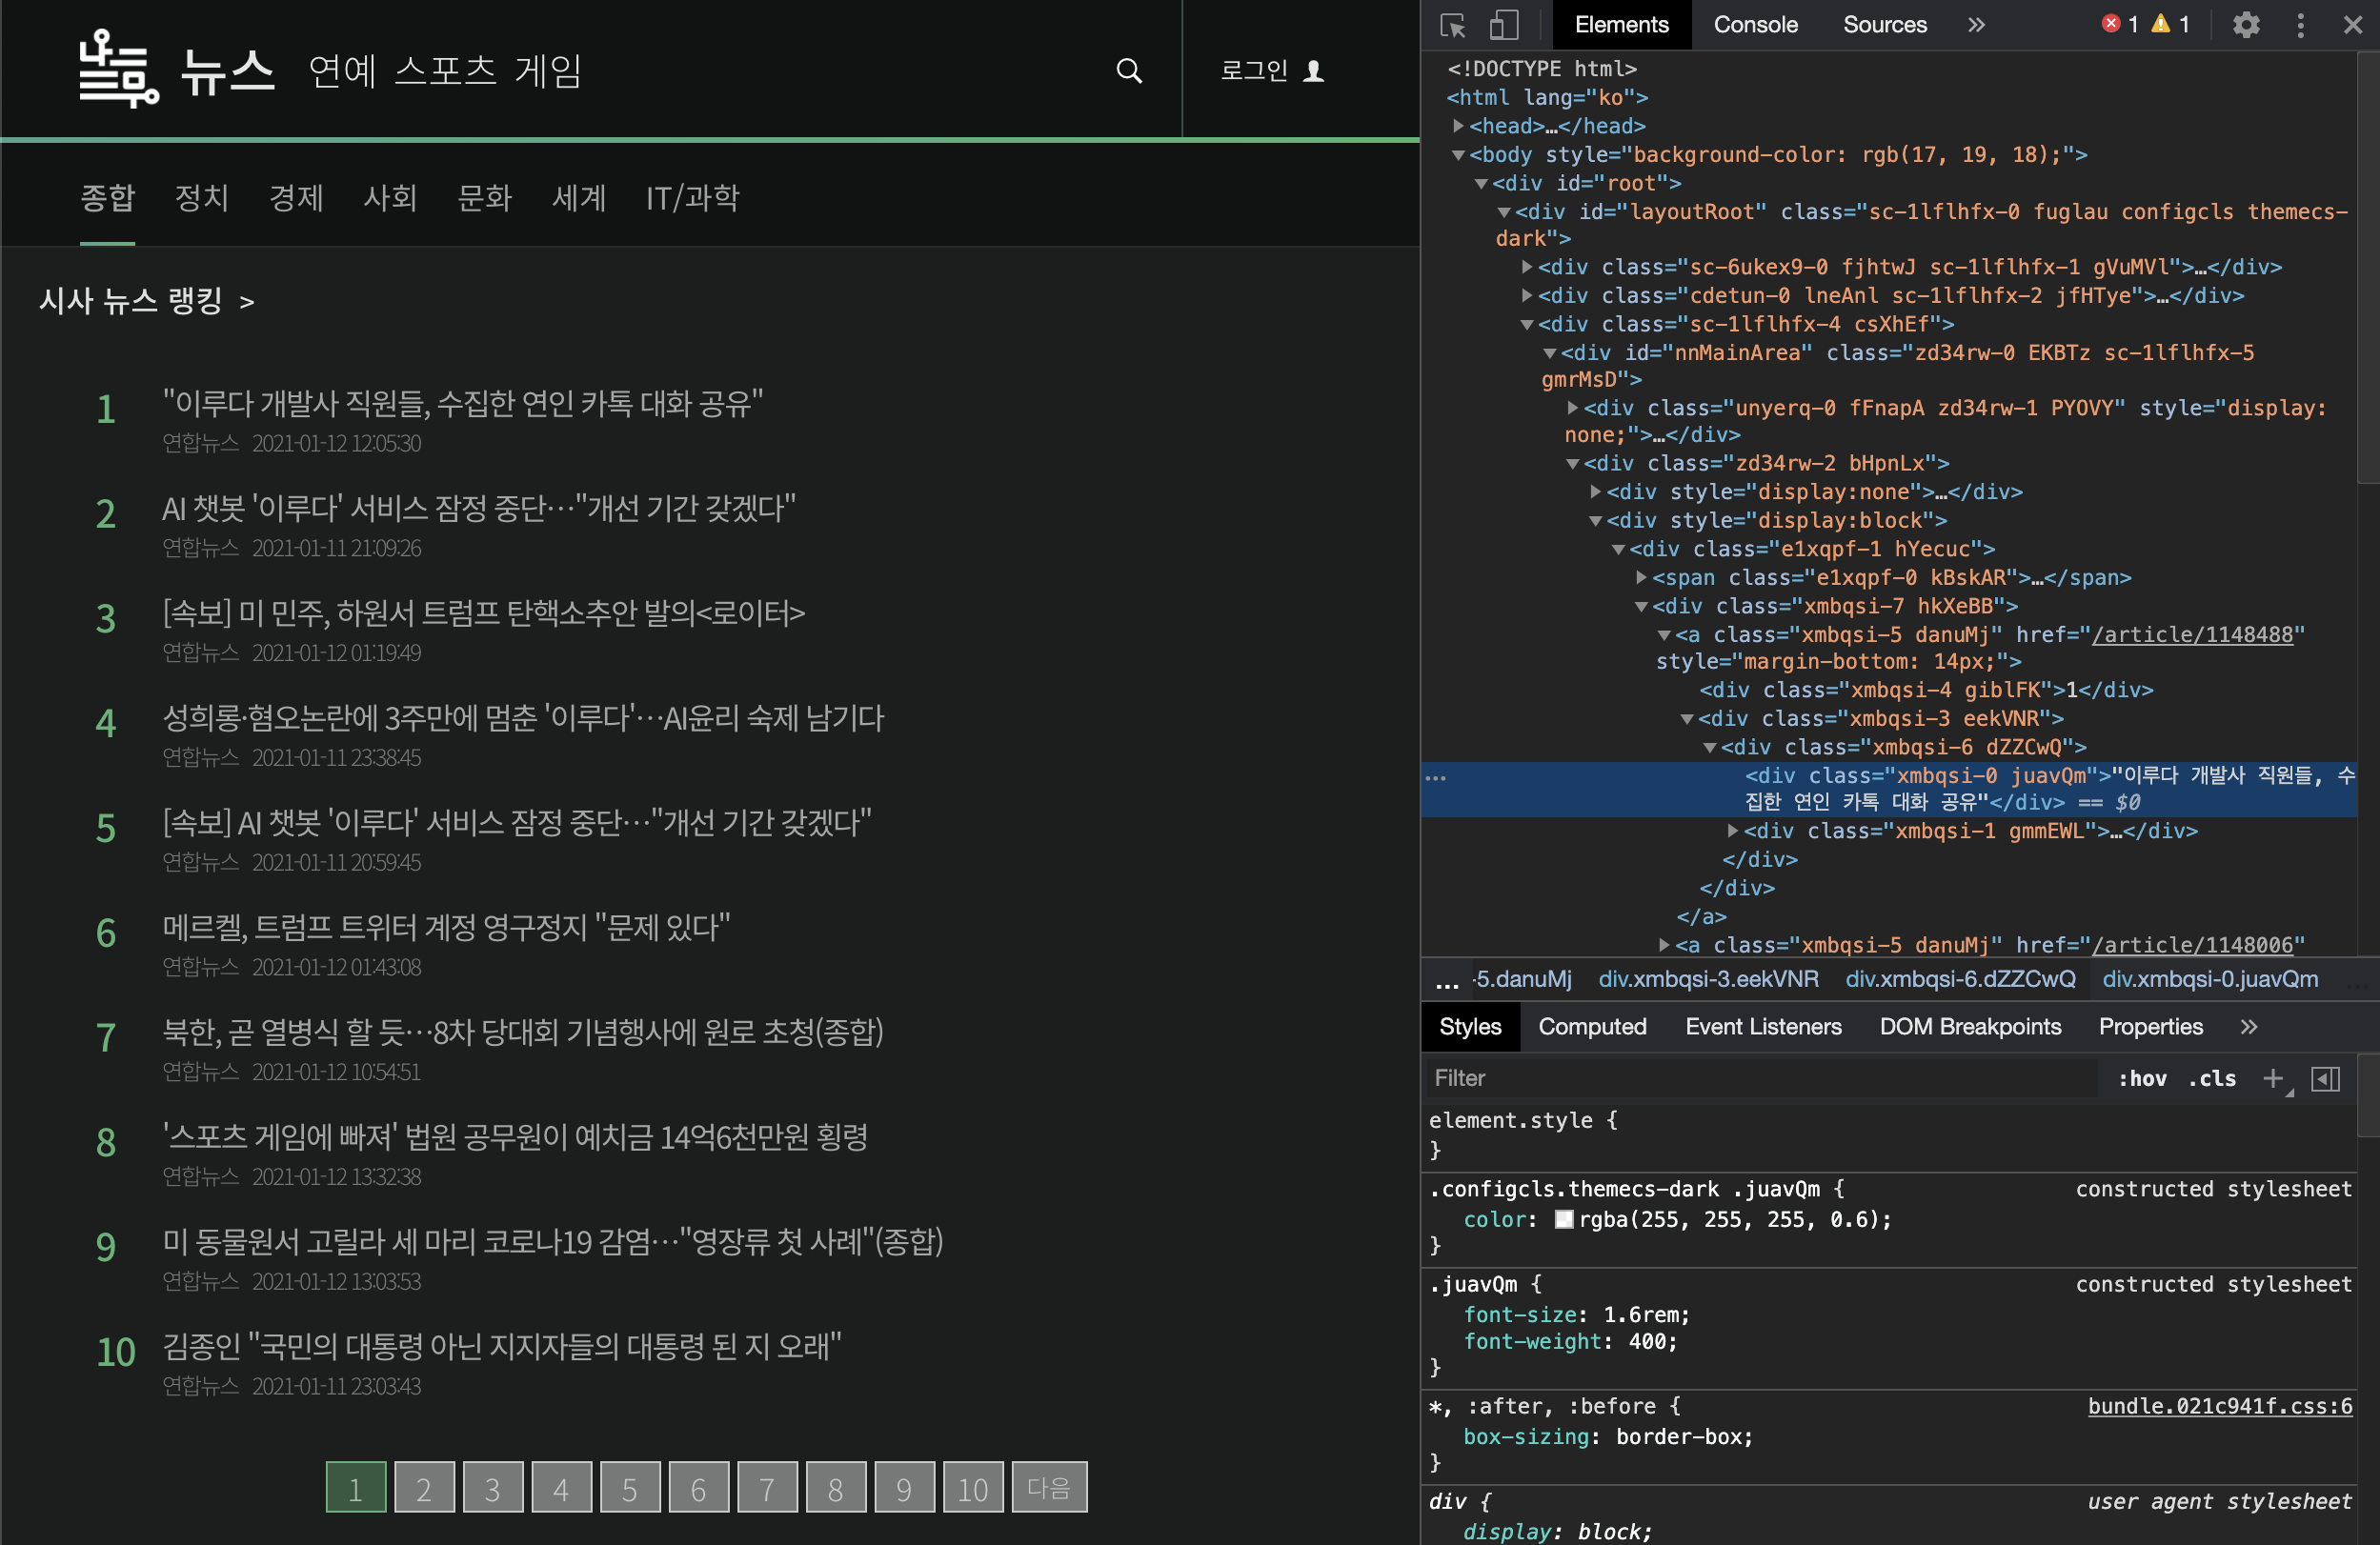 나듬 뉴스 연예 스포츠 게임
로그인
종합 정치 경제 사회 문화 세계 IT/과학
시사 뉴스 랭킹 >
1 "이루다 개발사 직원들, 수집한 연인 카톡 대화 공유"
연합뉴스 2021-01-12 12:05:30
2 AI 챗봇 '이루다' 서비스 잠정 중단…"개선 기간 갖겠다"
연합뉴스 2021-01-11 21:09:26
3 [속보] 미 민주, 하원서 트럼프 탄핵소추안 발의<로이터>
연합뉴스 2021-01-12 01:19:49
4 성희롱·혐오논란에 3주만에 멈춘 '이루다'…AI윤리 숙제 남기다
연합뉴스 2021-01-11 23:38:45
5 [속보] AI 챗봇 '이루다' 서비스 잠정 중단…"개선 기간 갖겠다"
연합뉴스 2021-01-11 20:59:45
6 메르켈, 트럼프 트위터 계정 영구정지 "문제 있다"
연합뉴스 2021-01-12 01:43:08
7 북한, 곧 열병식 할 듯…8차 당대회 기념행사에 원로 초청(종합)
연합뉴스 2021-01-12 10:54:51
8 '스포츠 게임에 빠져' 법원 공무원이 예치금 14억6천만원 횡령
연합뉴스 2021-01-12 13:32:38
9 미 동물원서 고릴라 세 마리 코로나19 감염…"영장류 첫 사례"(종합)
연합뉴스 2021-01-12 13:03:53
10 김종인 "국민의 대통령 아닌 지지자들의 대통령 된 지 오래"
연합뉴스 2021-01-11 23:03:43
1 2 3 4 5 6 7 8 9 10 다음
Elements Console Sources » 1 1
<!DOCTYPE html>
<html lang="ko">
<head>…</head>
<body style="background-color: rgb(17, 19, 18);">
<div id="root">
<div id="layoutRoot" class="sc-1lflhfx-0 fuglau configcls themecs-
dark">
<div class="sc-6ukex9-0 fjhtwJ sc-1lflhfx-1 gVuMVl">…</div>
<div class="cdetun-0 lneAnl sc-1lflhfx-2 jfHTye">…</div>
<div class="sc-1lflhfx-4 csXhEf">
<div id="nnMainArea" class="zd34rw-0 EKBTz sc-1lflhfx-5
gmrMsD">
<div class="unyerq-0 fFnapA zd34rw-1 PYOVY" style="display:
none;">…</div>
<div class="zd34rw-2 bHpnLx">
<div style="display:none">…</div>
<div style="display:block">
<div class="e1xqpf-1 hYecuc">
<span class="e1xqpf-0 kBskAR">…</span>
<div class="xmbqsi-7 hkXeBB">
<a class="xmbqsi-5 danuMj" href="/article/1148488"
style="margin-bottom: 14px;">
<div class="xmbqsi-4 giblFK">1</div>
<div class="xmbqsi-3 eekVNR">
<div class="xmbqsi-6 dZZCwQ">
… <div class="xmbqsi-0 juavQm">"이루다 개발사 직원들, 수
집한 연인 카톡 대화 공유"</div> == $0
<div class="xmbqsi-1 gmmEWL">…</div>
</div>
</div>
</a>
<a class="xmbqsi-5 danuMj" href="/article/1148006"
… -5.danuMj div.xmbqsi-3.eekVNR div.xmbqsi-6.dZZCwQ div.xmbqsi-0.juavQm …
Styles Computed Event Listeners DOM Breakpoints Properties »
Filter :hov .cls +
element.style {
}
.configcls.themecs-dark .juavQm { constructed stylesheet
color: rgba(255, 255, 255, 0.6);
}
.juavQm { constructed stylesheet
font-size: 1.6rem;
font-weight: 400;
}
*, :after, :before { bundle.021c941f.css:6
box-sizing: border-box;
}
div { user agent stylesheet
display: block;